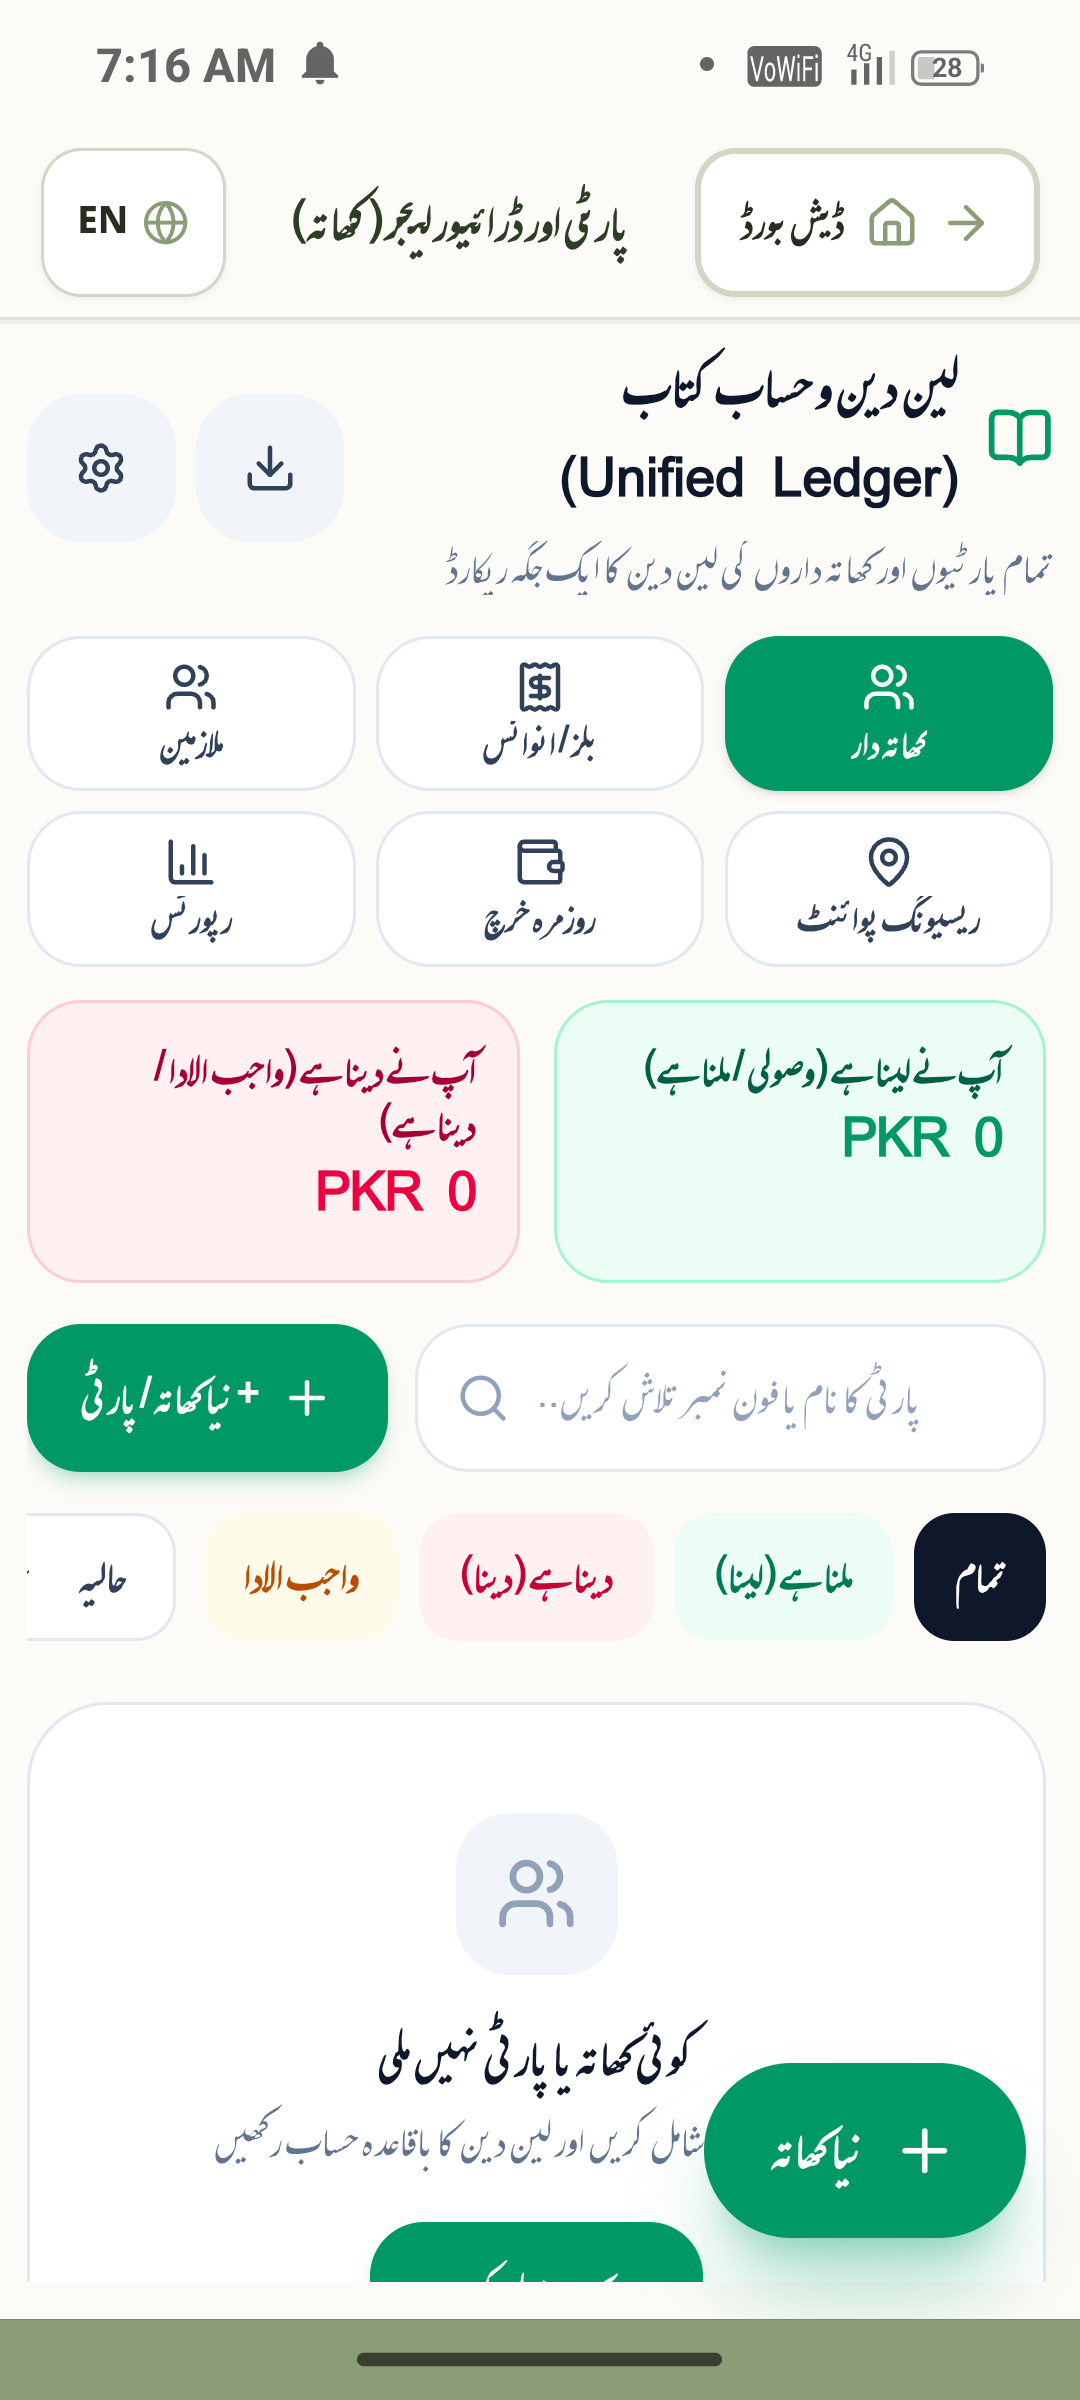 7:16 AM
VoWiFi 4G 28
ڈیش بورڈ
پارٹی اور ڈرائیور لیجر (کھاتہ)
EN
لین دین و حساب کتاب
(Unified Ledger)
تمام پارٹیوں اور کھاتہ داروں کی لین دین کا ایک جگہ ریکارڈ
کھاتہ دار
بلز/انوائس
ملازمین
ریسیونگ پوائنٹ
روزمرہ خرچ
رپورٹس
آپ نے لینا ہے (وصولی/ملنا ہے)
PKR 0
آپ نے دینا ہے (واجب الادا/
دینا ہے)
PKR 0
پارٹی کا نام یا فون نمبر تلاش کریں..
+ نیا کھاتہ/پارٹی
تمام
ملنا ہے (لینا)
دینا ہے (دینا)
واجب الادا
حالیہ
کوئی کھاتہ یا پارٹی نہیں ملی
شامل کریں اور لین دین کا باقاعدہ حساب رکھیں
نیا کھاتہ